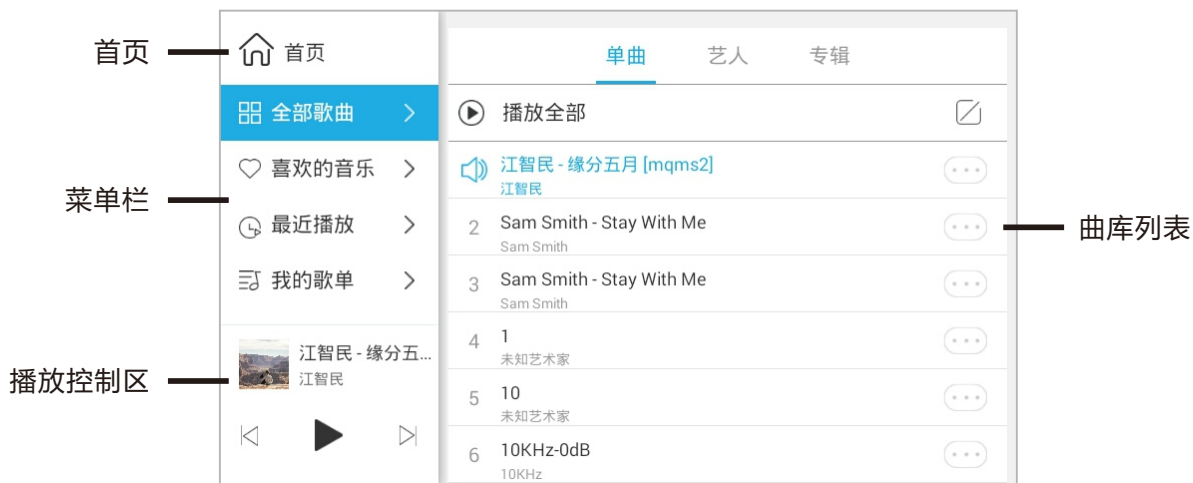 首页
菜单栏
播放控制区
首页
全部歌曲
喜欢的音乐
最近播放
我的歌单
江智民 - 缘分五...
江智民
单曲 艺人 专辑
播放全部
江智民 - 缘分五月 [mqms2]
江智民
2 Sam Smith - Stay With Me
Sam Smith
3 Sam Smith - Stay With Me
Sam Smith
4 1
未知艺术家
5 10
未知艺术家
6 10KHz-0dB
10KHz
曲库列表